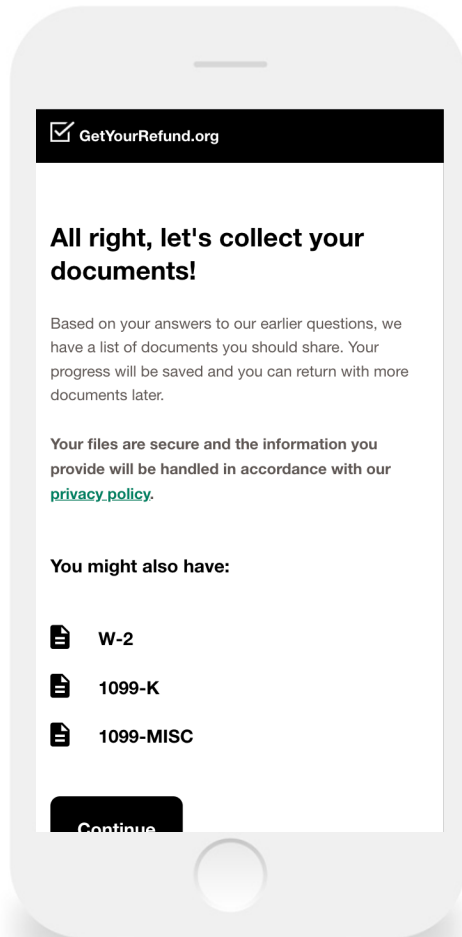 GetYourRefund.org
All right, let's collect your
documents!
Based on your answers to our earlier questions, we
have a list of documents you should share. Your
progress will be saved and you can return with more
documents later.
Your files are secure and the information you
provide will be handled in accordance with our
privacy policy.
You might also have:
W-2
1099-K
1099-MISC
Continue